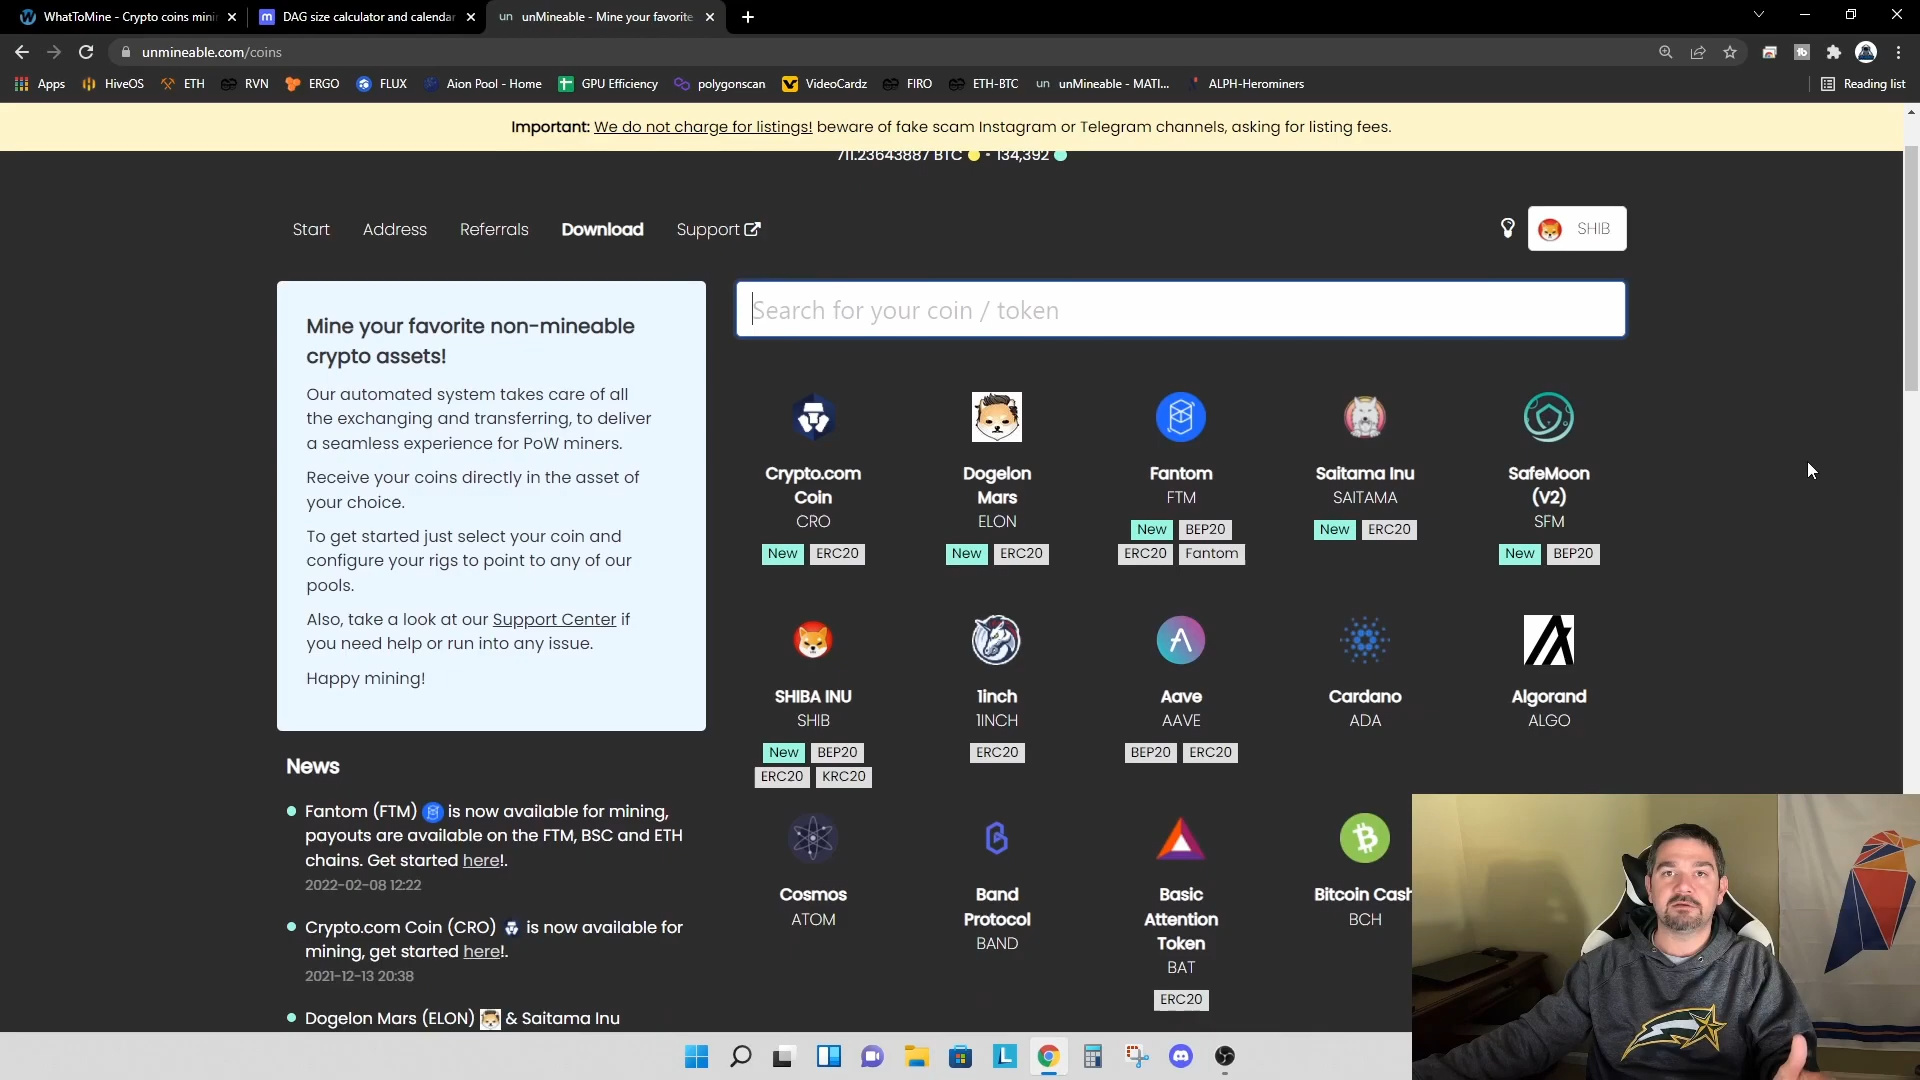 WhatToMine - Crypto coins mini
DAG size calculator and calendar
un unMineable - Mine your favorite
unmineable.com/coins
Apps
HiveOS
ETH
RVN
ERGO
FLUX
Aion Pool - Home
GPU Efficiency
polygonscan
VideoCardz
FIRO
ETH-BTC
un unMineable - MATI...
ALPH-Herominers
Reading list
Important: We do not charge for listings! beware of fake scam Instagram or Telegram channels, asking for listing fees.
711.23643887 BTC • 134,392
Start
Address
Referrals
Download
Support
SHIB
Mine your favorite non-mineable
crypto assets!
Our automated system takes care of all
the exchanging and transferring, to deliver
a seamless experience for PoW miners.
Receive your coins directly in the asset of
your choice.
To get started just select your coin and
configure your rigs to point to any of our
pools.
Also, take a look at our Support Center if
you need help or run into any issue.
Happy mining!
News
Fantom (FTM) is now available for mining,
payouts are available on the FTM, BSC and ETH
chains. Get started here!.
2022-02-08 12:22
Crypto.com Coin (CRO) is now available for
mining, get started here!.
2021-12-13 20:38
Dogelon Mars (ELON) & Saitama Inu
Search for your coin / token
Crypto.com
Coin
CRO
New ERC20
Dogelon
Mars
ELON
New ERC20
Fantom
FTM
New BEP20
ERC20 Fantom
Saitama Inu
SAITAMA
New ERC20
SafeMoon
(V2)
SFM
New BEP20
SHIBA INU
SHIB
New BEP20
ERC20 KRC20
1inch
1INCH
ERC20
Aave
AAVE
BEP20 ERC20
Cardano
ADA
Algorand
ALGO
Cosmos
ATOM
Band
Protocol
BAND
Basic
Attention
Token
BAT
ERC20
Bitcoin Cash
BCH